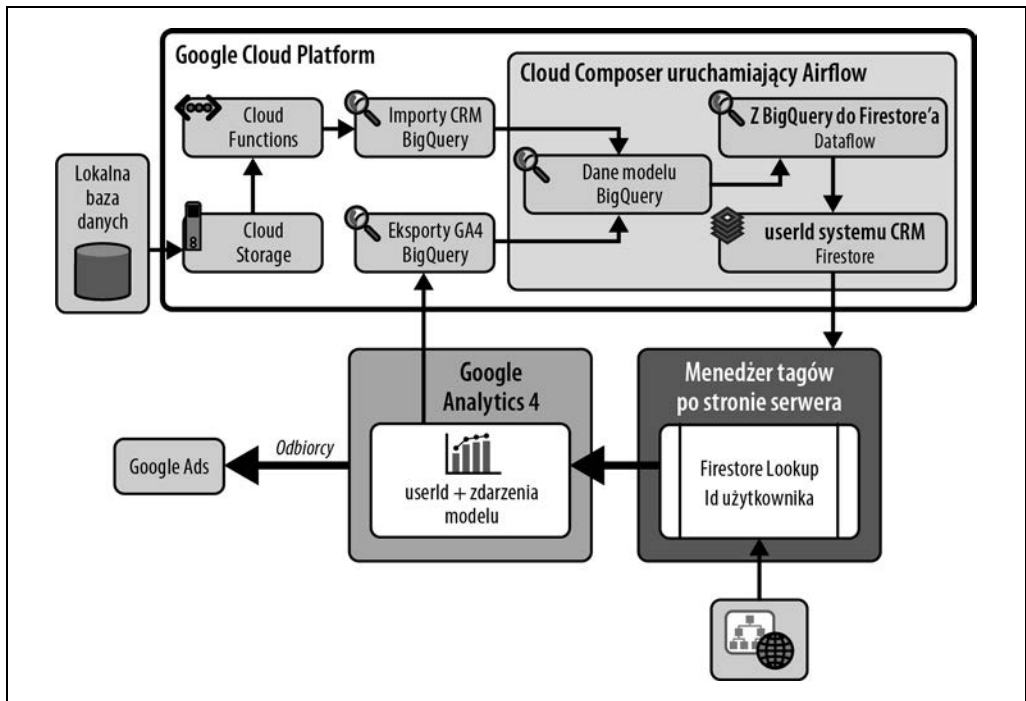 Google Cloud Platform
Cloud Composer uruchamiający Airflow
Lokalna
baza
danych
Cloud
Functions
Importy CRM
BigQuery
Cloud
Storage
Eksporty GA4
BigQuery
Dane modelu
BigQuery
Z BigQuery do Firestore'a
Dataflow
userId systemu CRM
Firestore
Google
Analytics 4
userId + zdarzenia
modelu
Menedżer tagów
po stronie serwera
Firestore Lookup
Id użytkownika
Odbiorcy
Google Ads